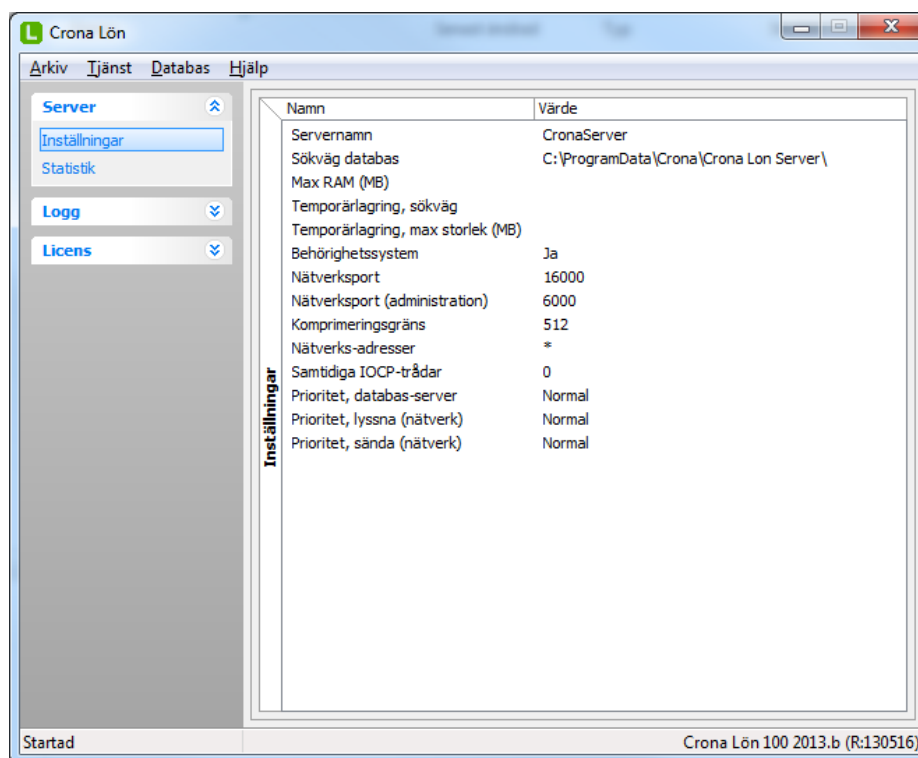 Crona Lön
Arkiv Tjänst Databas Hjälp
Server
Inställningar
Statistik
Logg
Licens
Inställningar
Namn Värde
Servernamn CronaServer
Sökväg databas C:\ProgramData\Crona\Crona Lon Server\
Max RAM (MB)
Temporärlagring, sökväg
Temporärlagring, max storlek (MB)
Behörighetssystem Ja
Nätverksport 16000
Nätverksport (administration) 6000
Komprimeringsgräns 512
Nätverks-adresser *
Samtidiga IOCP-trådar 0
Prioritet, databas-server Normal
Prioritet, lyssna (nätverk) Normal
Prioritet, sända (nätverk) Normal
Startad Crona Lön 100 2013.b (R:130516)